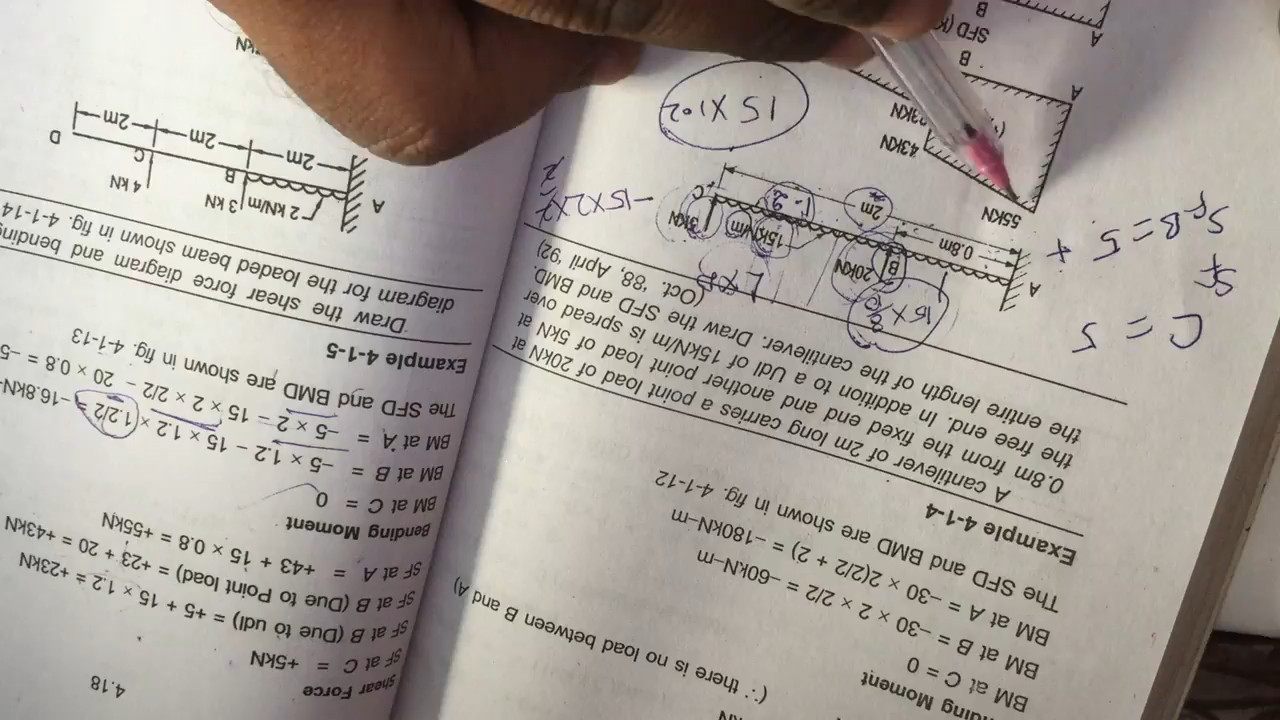 (∵ there is no load between B and A)
BM at C = 0
BM at B = –30 × 2 × 2/2 = –60kN–m
BM at A = –30 × 2(2/2 + 2) = –180kN–m
The SFD and BMD are shown in fig. 4-1-12
Example 4-1-4
A cantilever of 2m long carries a point load of 20kN at
0.8m from the fixed end and another point load of 5kN at
the free end. In addition to a Udl of 15kN/m is spread over
the entire length of the cantilever. Draw the SFD and BMD.
(Oct. '88, April '92)
C = 5
SF
SF B = 5 +
15 ×
L × B
20kN
15kN/m
A
B
C
0.8m
2m
– 15×2×
15 × 1.2
55kN
43kN
A
B
SFD
A
B
4.18
Shear Force
SF at C = +5kN
SF at B (Due to udl) = +5 + 15 × 1.2 = +23kN
SF at B (Due to Point load) = +23 + 20 = +43kN
SF at A = +43 + 15 × 0.8 = +55kN
Bending Moment
BM at C = 0
BM at B = –5 × 1.2 – 15 × 1.2 × 1.2/2 = –16.8kN
BM at A = –5 × 2 – 15 × 2 × 2/2 – 20 × 0.8 = –5
The SFD and BMD are shown in fig. 4-1-13
Example 4-1-5
Draw the shear force diagram and bending
diagram for the loaded beam shown in fig 4-1-14
A
2 kN/m
3 kN
4 kN
B
C
D
2m
2m
2m